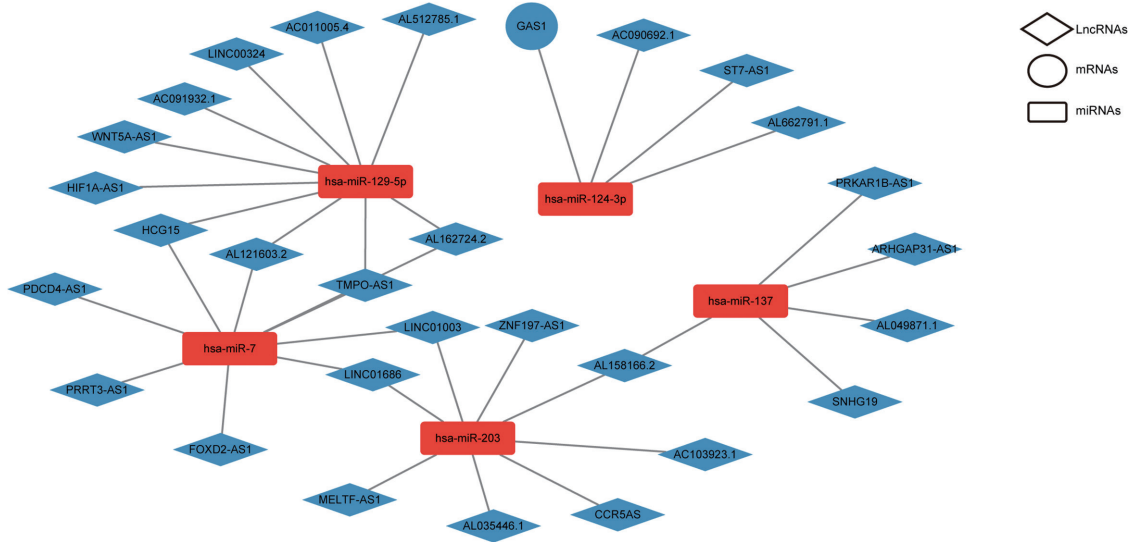 AL512785.1
GAS1
AC011005.4
AC090692.1
LncRNAs
LINC00324
ST7-AS1
mRNAs
AC091932.1
miRNAs
AL662791.1
WNT5A-AS1
hsa-miR-129-5p
PRKAR1B-AS1
HIF1A-AS1
hsa-miR-124-3p
HCG15
AL162724.2
ARHGAP31-AS1
AL121603.2
TMPO-AS1
PDCD4-AS1
hsa-miR-137
LINC01003
ZNF197-AS1
AL049871.1
hsa-miR-7
AL158166.2
LINC01686
PRRT3-AS1
SNHG19
hsa-miR-203
FOXD2-AS1
AC103923.1
MELTF-AS1
CCR5AS
AL035446.1